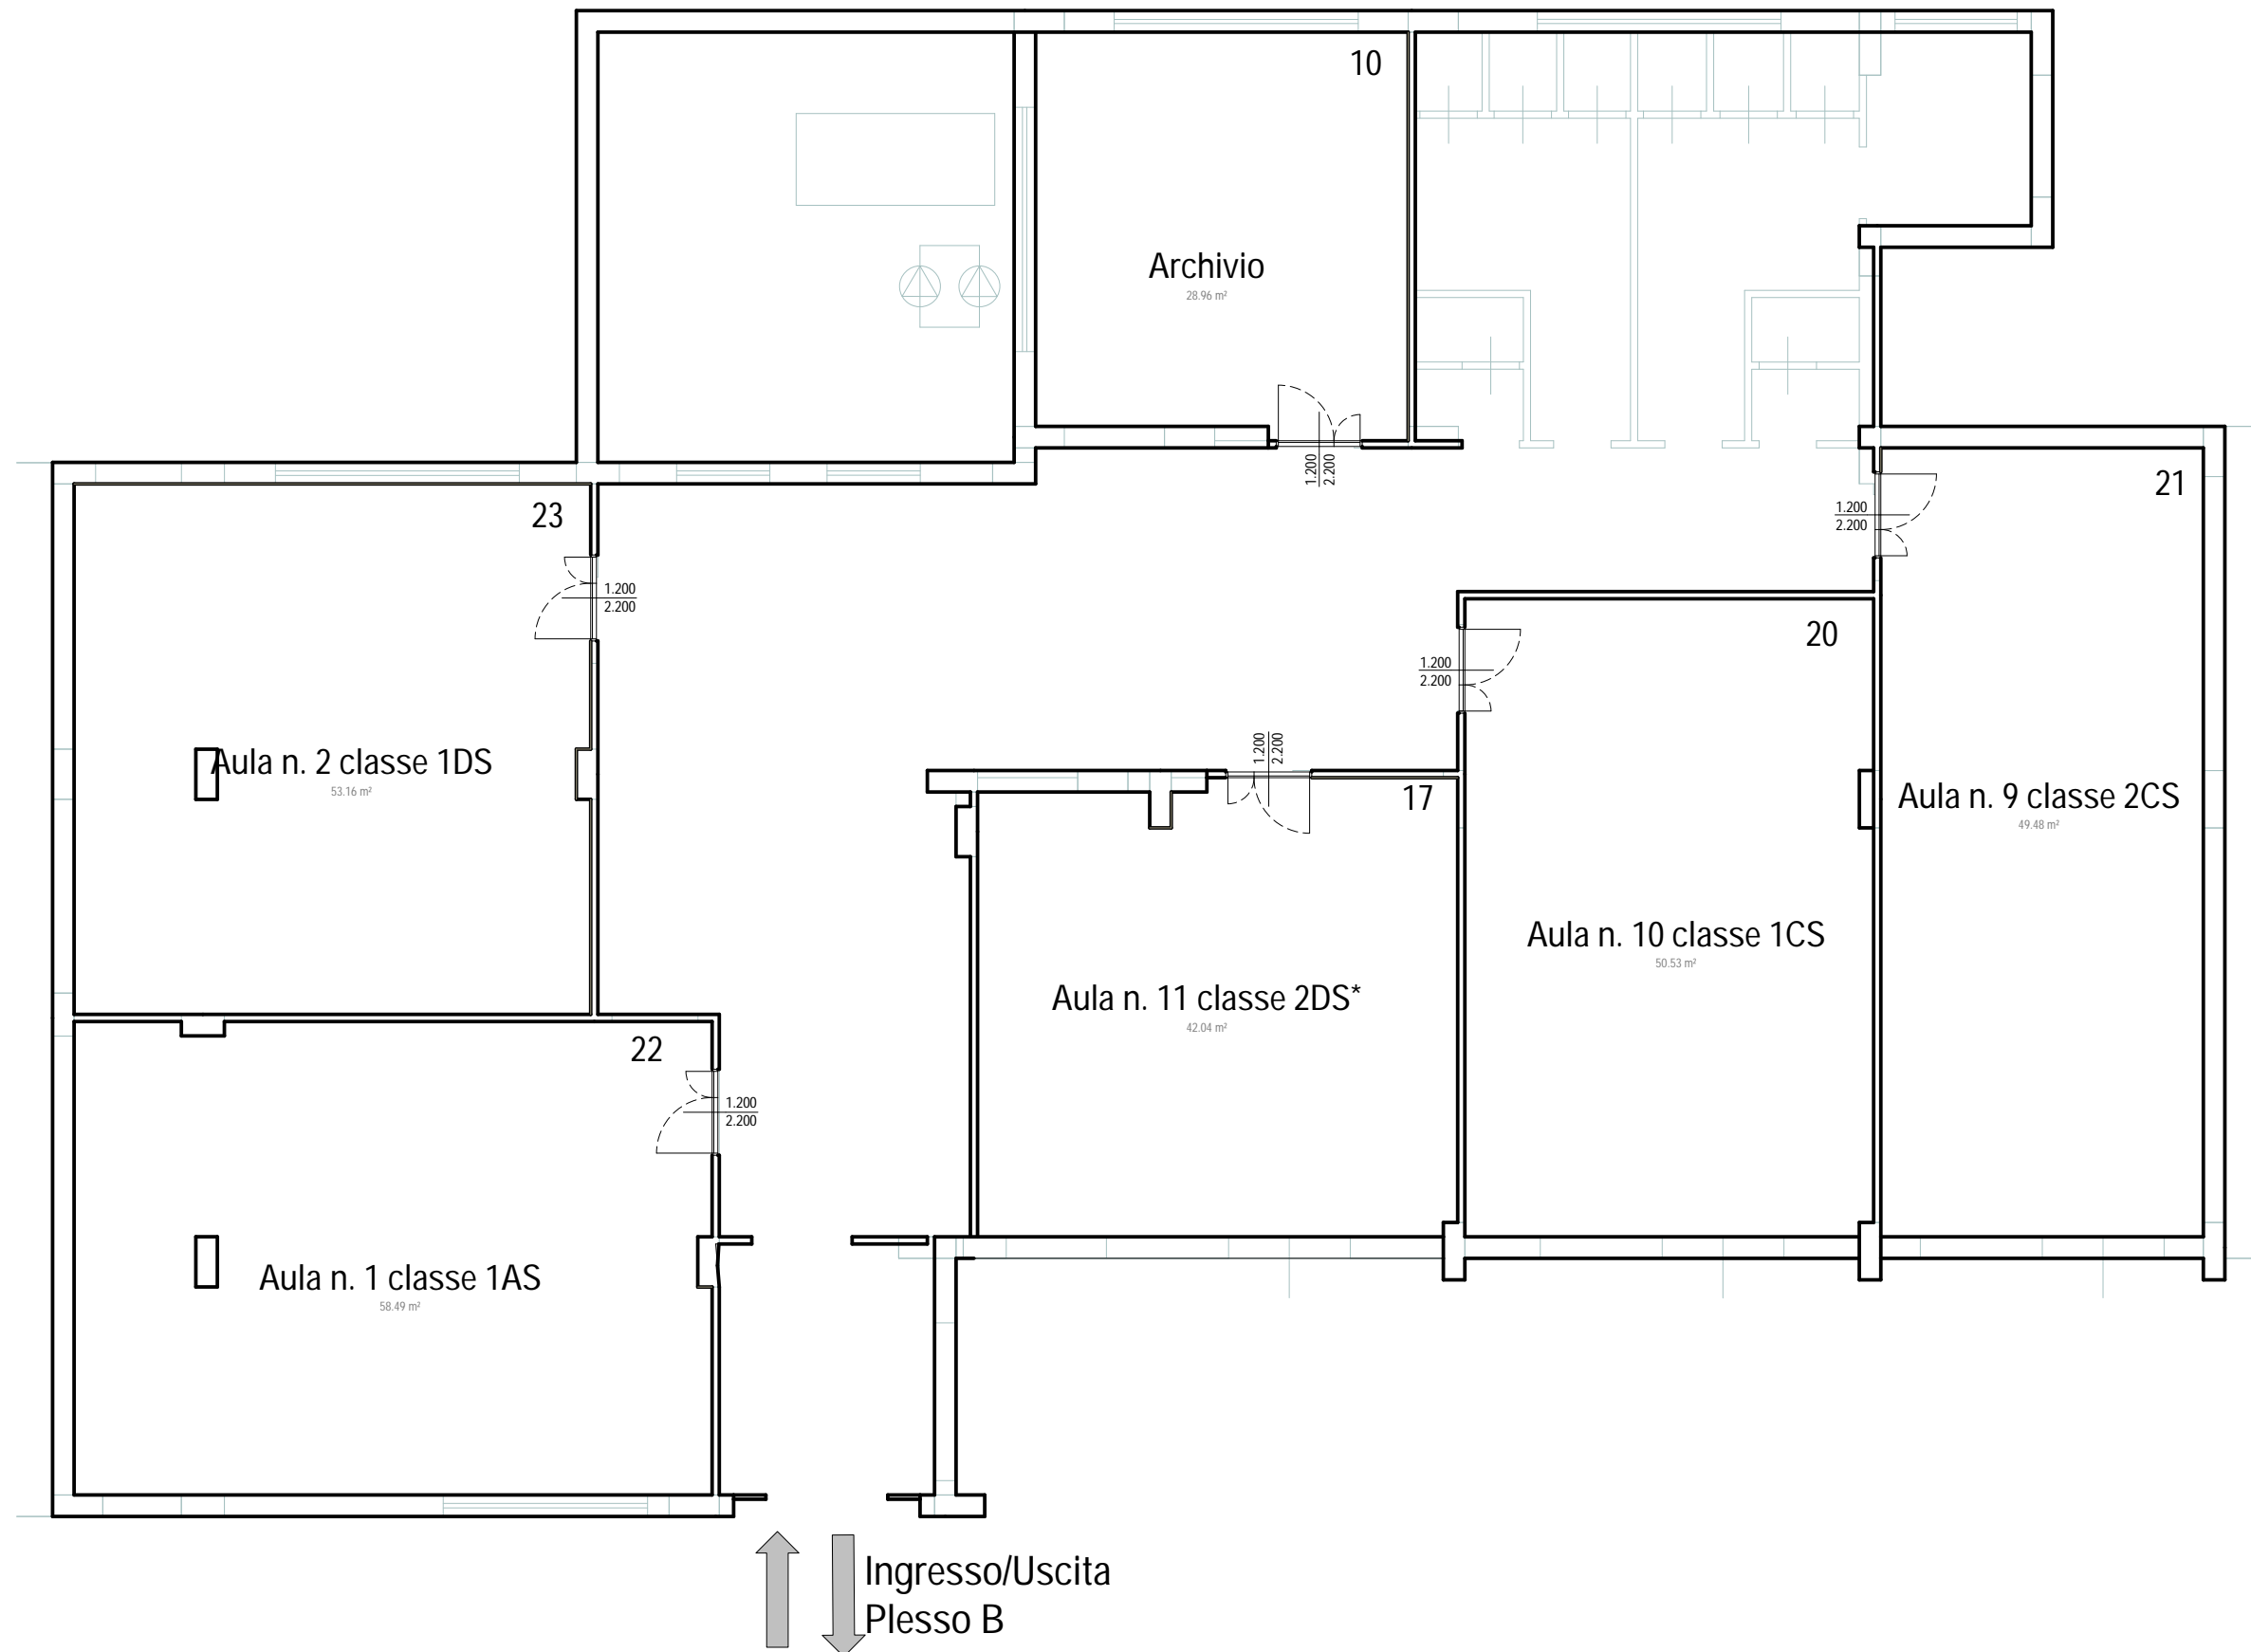 10
Archivio
28.96 m²
1.200
2.200
23
1.200
2.200
21
1.200
2.200
20
1.200
2.200
Aula n. 2 classe 1DS
53.16 m²
1.200
2.200
17
Aula n. 9 classe 2CS
49.48 m²
Aula n. 10 classe 1CS
50.53 m²
Aula n. 11 classe 2DS*
42.04 m²
22
1.200
2.200
Aula n. 1 classe 1AS
58.49 m²
Ingresso/Uscita
Plesso B